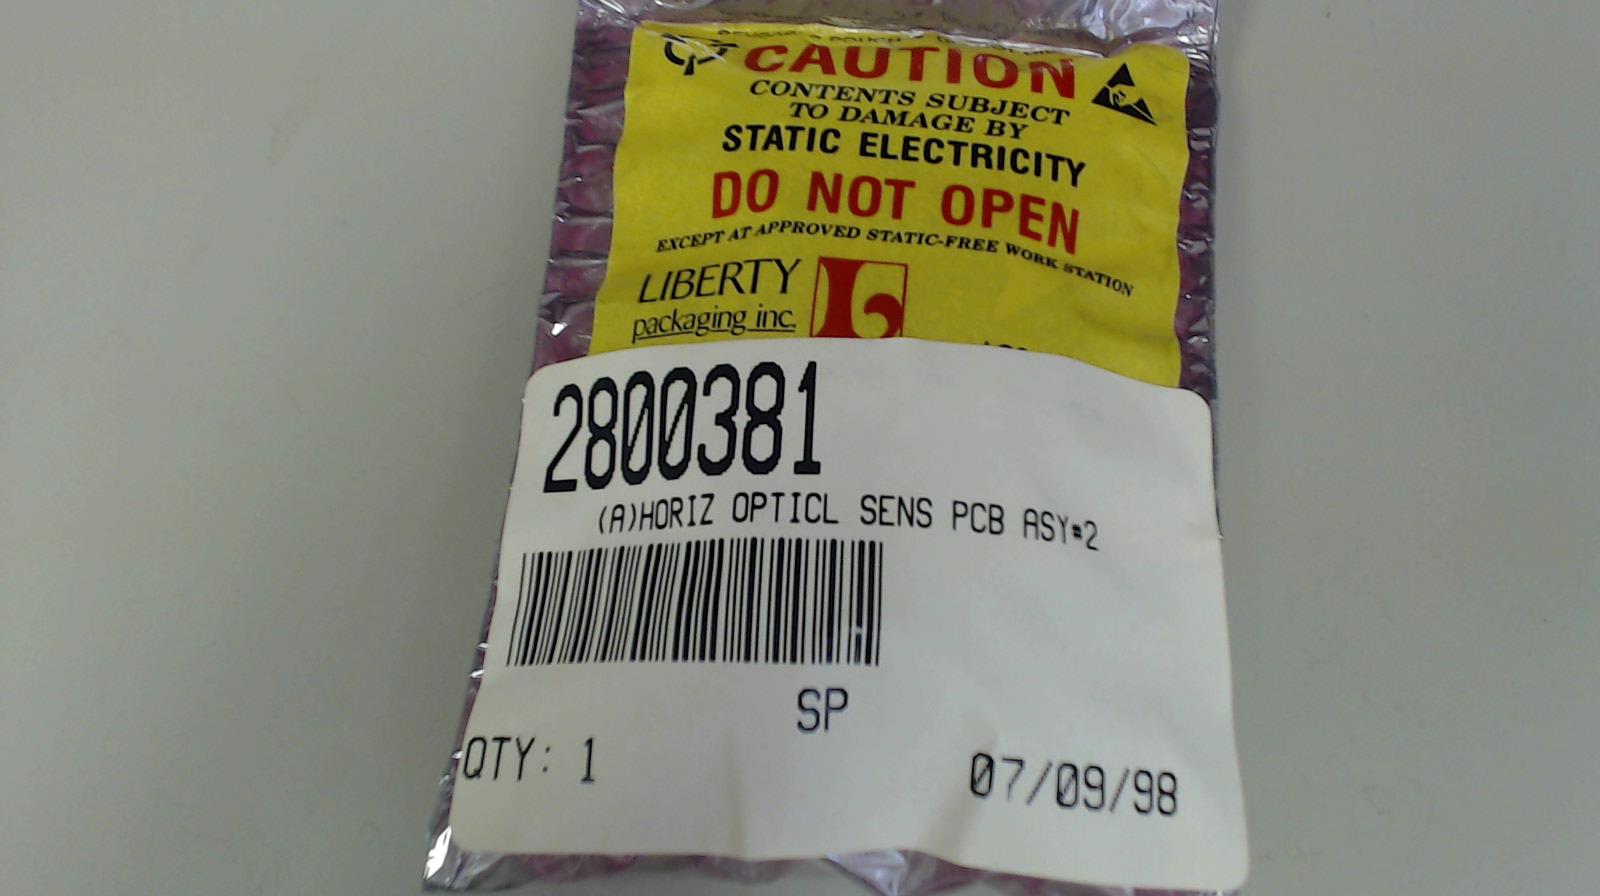 CAUTION
CONTENTS SUBJECT
TO DAMAGE BY
STATIC ELECTRICITY
DO NOT OPEN
EXCEPT AT APPROVED STATIC-FREE WORK STATION
LIBERTY
packaging inc.
2800381
(A)HORIZ OPTICL SENS PCB ASY#2
SP
QTY: 1
07/09/98